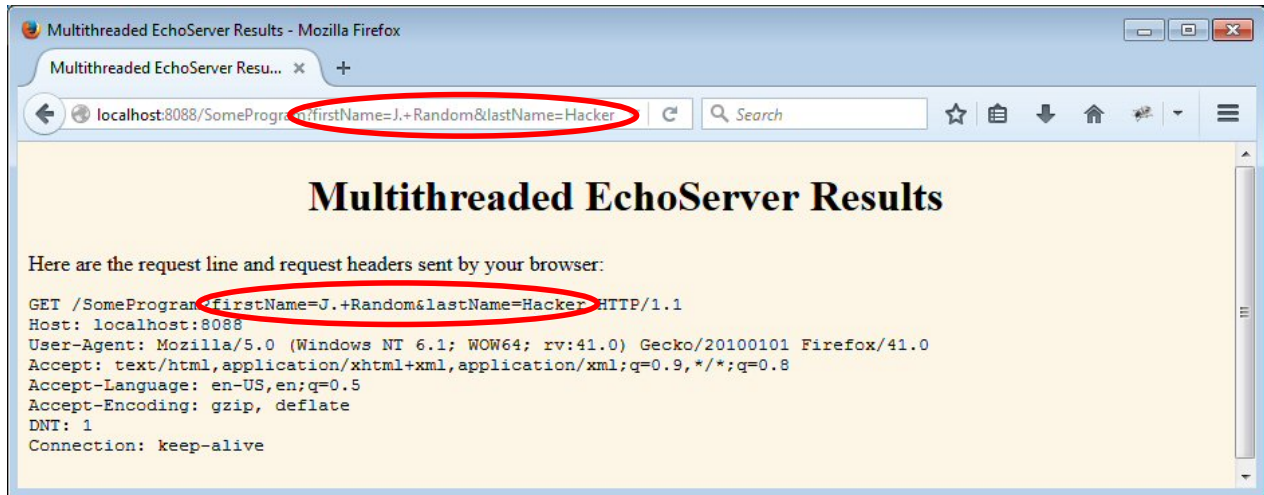 Multithreaded EchoServer Results - Mozilla Firefox
Multithreaded EchoServer Resu...
localhost:8088/SomeProgram?firstName=J.+Random&lastName=Hacker
Search
Multithreaded EchoServer Results
Here are the request line and request headers sent by your browser:
GET /SomeProgram?firstName=J.+Random&lastName=Hacker HTTP/1.1
Host: localhost:8088
User-Agent: Mozilla/5.0 (Windows NT 6.1; WOW64; rv:41.0) Gecko/20100101 Firefox/41.0
Accept: text/html,application/xhtml+xml,application/xml;q=0.9,*/*;q=0.8
Accept-Language: en-US,en;q=0.5
Accept-Encoding: gzip, deflate
DNT: 1
Connection: keep-alive